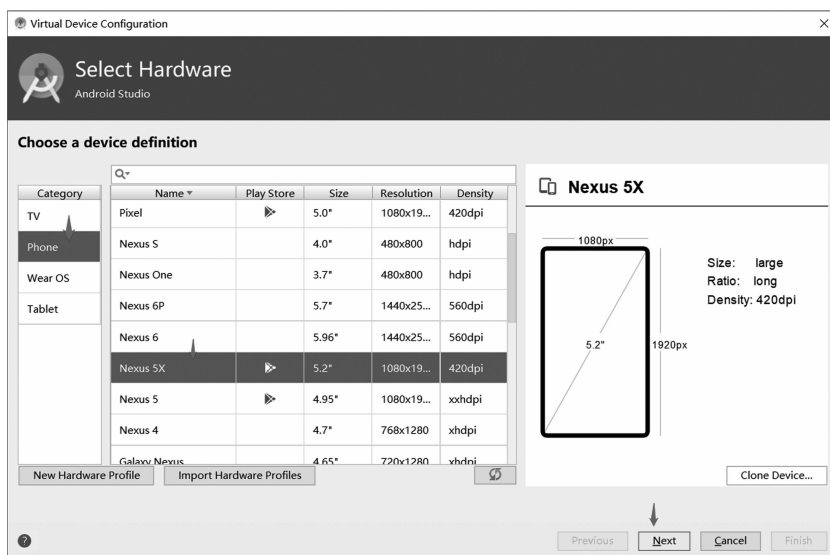 Virtual Device Configuration
Select Hardware
Android Studio
Choose a device definition
Category
TV
Phone
Wear OS
Tablet
Name Play Store Size Resolution Density
Pixel 5.0" 1080x19... 420dpi
Nexus S 4.0" 480x800 hdpi
Nexus One 3.7" 480x800 hdpi
Nexus 6P 5.7" 1440x25... 560dpi
Nexus 6 5.96" 1440x25... 560dpi
Nexus 5X 5.2" 1080x19... 420dpi
Nexus 5 4.95" 1080x19... xxhdpi
Nexus 4 4.7" 768x1280 xhdpi
Galaxy Nexus 4.65" 720x1280 xhdpi
New Hardware Profile Import Hardware Profiles
Nexus 5X
1080px
5.2"
1920px
Size: large
Ratio: long
Density: 420dpi
Clone Device...
? Previous Next Cancel Finish